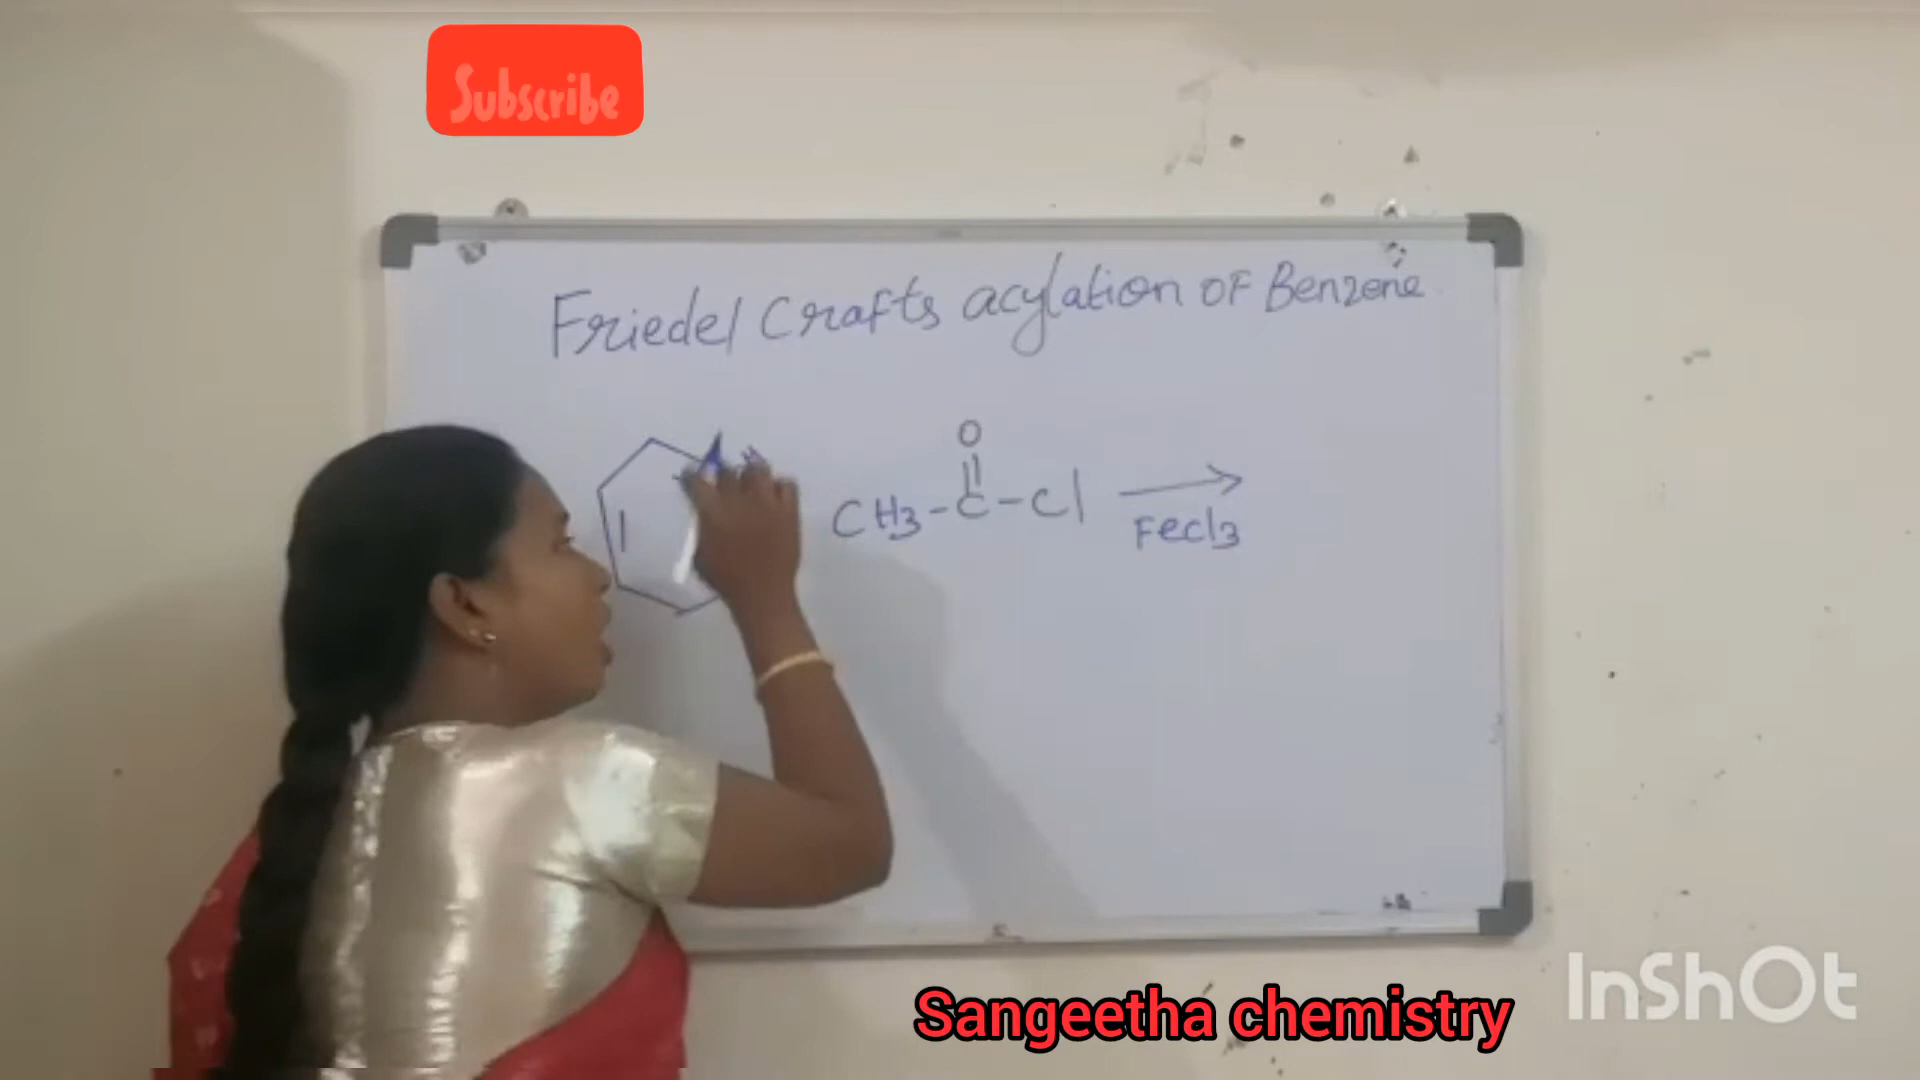 Subscribe
Friedel Crafts acylation OF Benzene
O
CH3-C-Cl
Fecl3
Sangeetha chemistry
InShOt